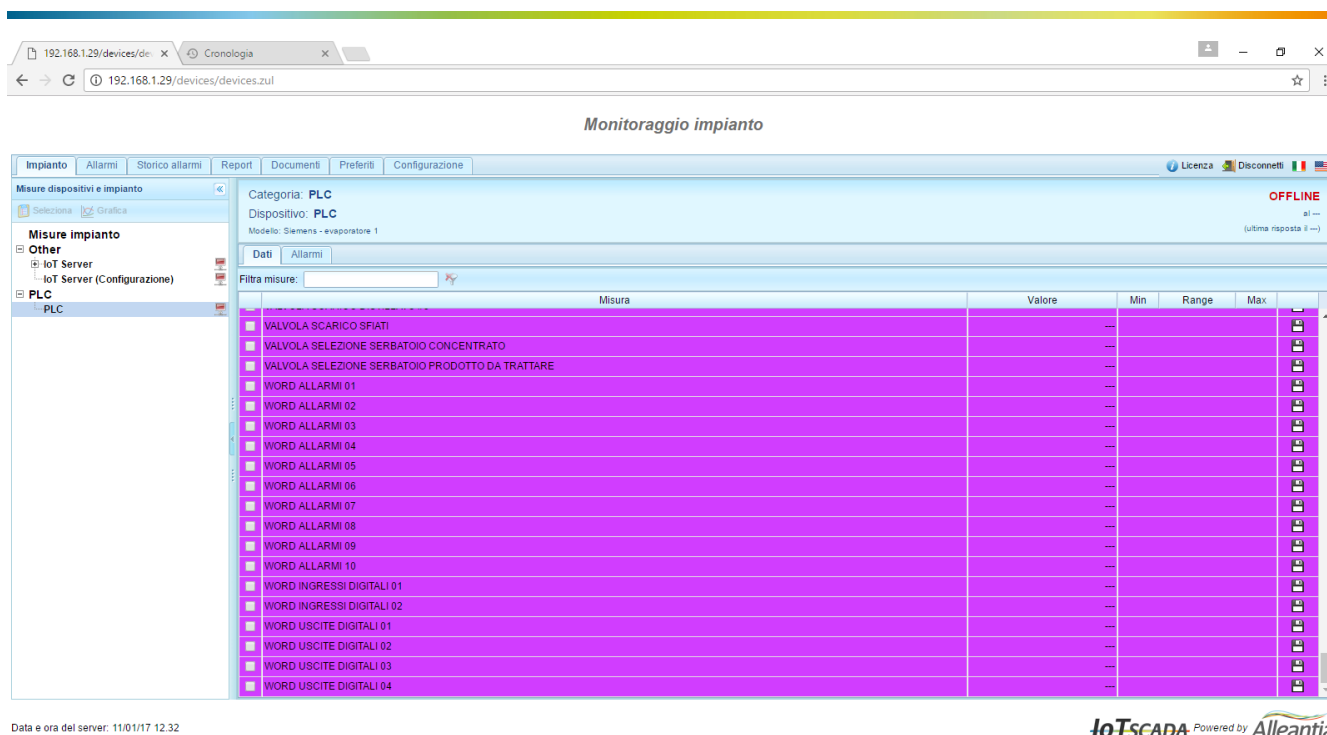 192.168.1.29/devices/de
Cronologia
192.168.1.29/devices/devices.zul
Monitoraggio impianto
Impianto Allarmi Storico allarmi Report Documenti Preferiti Configurazione Licenza Disconnetti
Misure dispositivi e impianto
Seleziona Grafica
Misure impianto
Other
IoT Server
IoT Server (Configurazione)
PLC
PLC
Categoria: PLC
OFFLINE
Dispositivo: PLC
al ---
Modello: Siemens - evaporatore 1
(ultima risposta il ---)
Dati Allarmi
Filtra misure:
Misura Valore Min Range Max
VALVOLA SCARICO SFIATI ---
VALVOLA SELEZIONE SERBATOIO CONCENTRATO ---
VALVOLA SELEZIONE SERBATOIO PRODOTTO DA TRATTARE ---
WORD ALLARMI 01 ---
WORD ALLARMI 02 ---
WORD ALLARMI 03 ---
WORD ALLARMI 04 ---
WORD ALLARMI 05 ---
WORD ALLARMI 06 ---
WORD ALLARMI 07 ---
WORD ALLARMI 08 ---
WORD ALLARMI 09 ---
WORD ALLARMI 10 ---
WORD INGRESSI DIGITALI 01 ---
WORD INGRESSI DIGITALI 02 ---
WORD USCITE DIGITALI 01 ---
WORD USCITE DIGITALI 02 ---
WORD USCITE DIGITALI 03 ---
WORD USCITE DIGITALI 04 ---
Data e ora del server: 11/01/17 12.32
IoTSCADA Powered by Alleantia